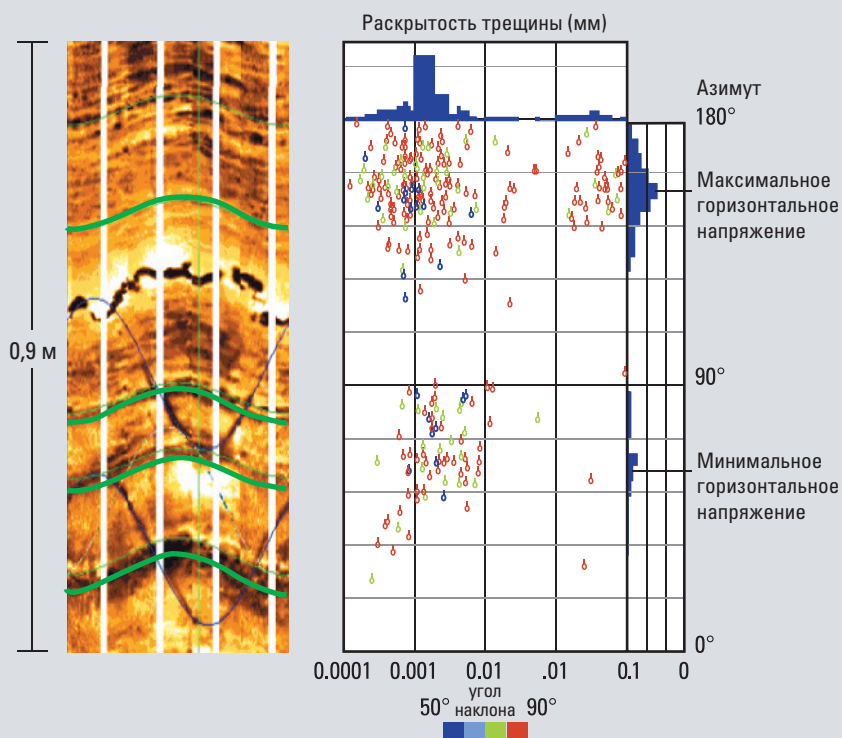 Раскрытость трещины (мм)
0,9 м
Азимут
180°
Максимальное
горизонтальное
напряжение
90°
Минимальное
горизонтальное
напряжение
0°
0.0001 0.001 0.01 .01 0.1 0
угол
50° наклона 90°